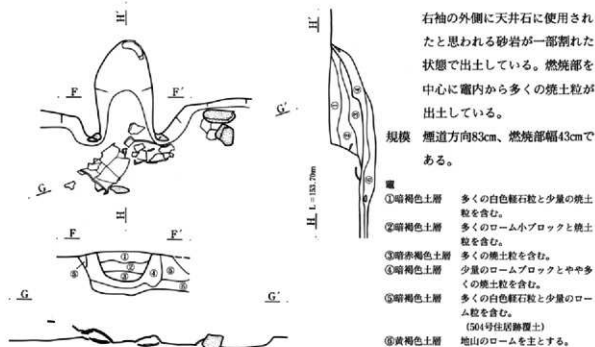 右袖の外側に天井石に使用され
たと思われる砂岩が一部割れた
状態で出土している。燃焼部を
中心に竈内から多くの焼土粒が
出土している。
規模 煙道方向83㎝、燃焼部幅43㎝で
ある。
竈
①暗褐色土層 多くの白色軽石粒と少量の焼土
粒を含む。
②暗褐色土層 多くのローム小ブロックと焼土
粒を含む。
③暗赤褐色土層 多くの焼土粒を含む。
④暗褐色土層 少量のロームブロックとやや多
くの焼土粒を含む。
⑤暗褐色土層 多くの白色軽石粒と少量のロー
ム粒を含む。
(504号住居跡覆土)
⑥黄褐色土層 地山のロームを主とする。
H′
F F′
G′
G
H
F F′
① ② ③ ④ ⑤ ⑥
G G′
H′
H L=153.70m